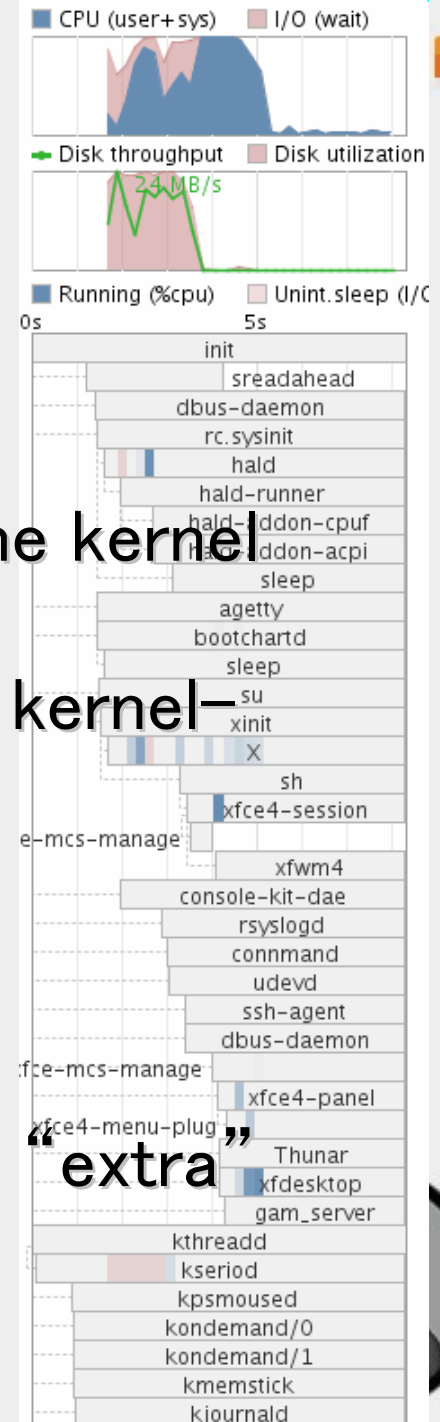 CPU (user+sys) I/O (wait)
Disk throughput Disk utilization
24 MB/s
Running (%cpu) Unint.sleep (I/O
0s 5s
init
sreadahead
dbus-daemon
rc.sysinit
hald
hald-runner
hald-addon-cpuf
ne kernel
hald-addon-acpi
sleep
agetty
bootchartd
sleep
su
kernel-
xinit
X
sh
xfce4-session
e-mcs-manage
xfwm4
console-kit-dae
rsyslogd
connmand
udevd
ssh-agent
dbus-daemon
fce-mcs-manage
xfce4-panel
xfce4-menu-plug
“extra”
Thunar
xfdesktop
gam_server
kthreadd
kseriod
kpsmoused
kondemand/0
kondemand/1
kmemstick
kjournald